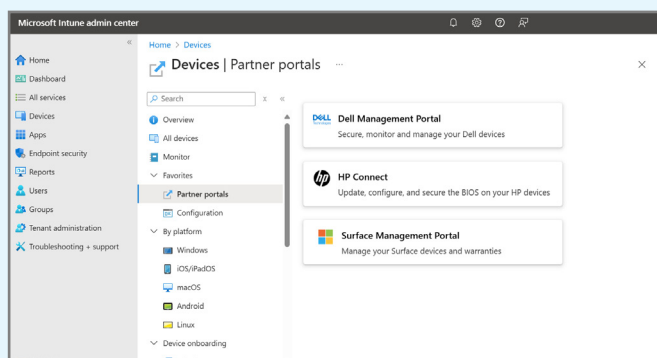 Microsoft Intune admin center
Home
Dashboard
All services
Devices
Apps
Endpoint security
Reports
Users
Groups
Tenant administration
Troubleshooting + support
Home > Devices
Devices | Partner portals ...
Search
Overview
All devices
Monitor
Favorites
Partner portals
Configuration
By platform
Windows
iOS/iPadOS
macOS
Android
Linux
Device onboarding
DELL
Dell Management Portal
Secure, monitor and manage your Dell devices
hp
HP Connect
Update, configure, and secure the BIOS on your HP devices
Surface Management Portal
Manage your Surface devices and warranties